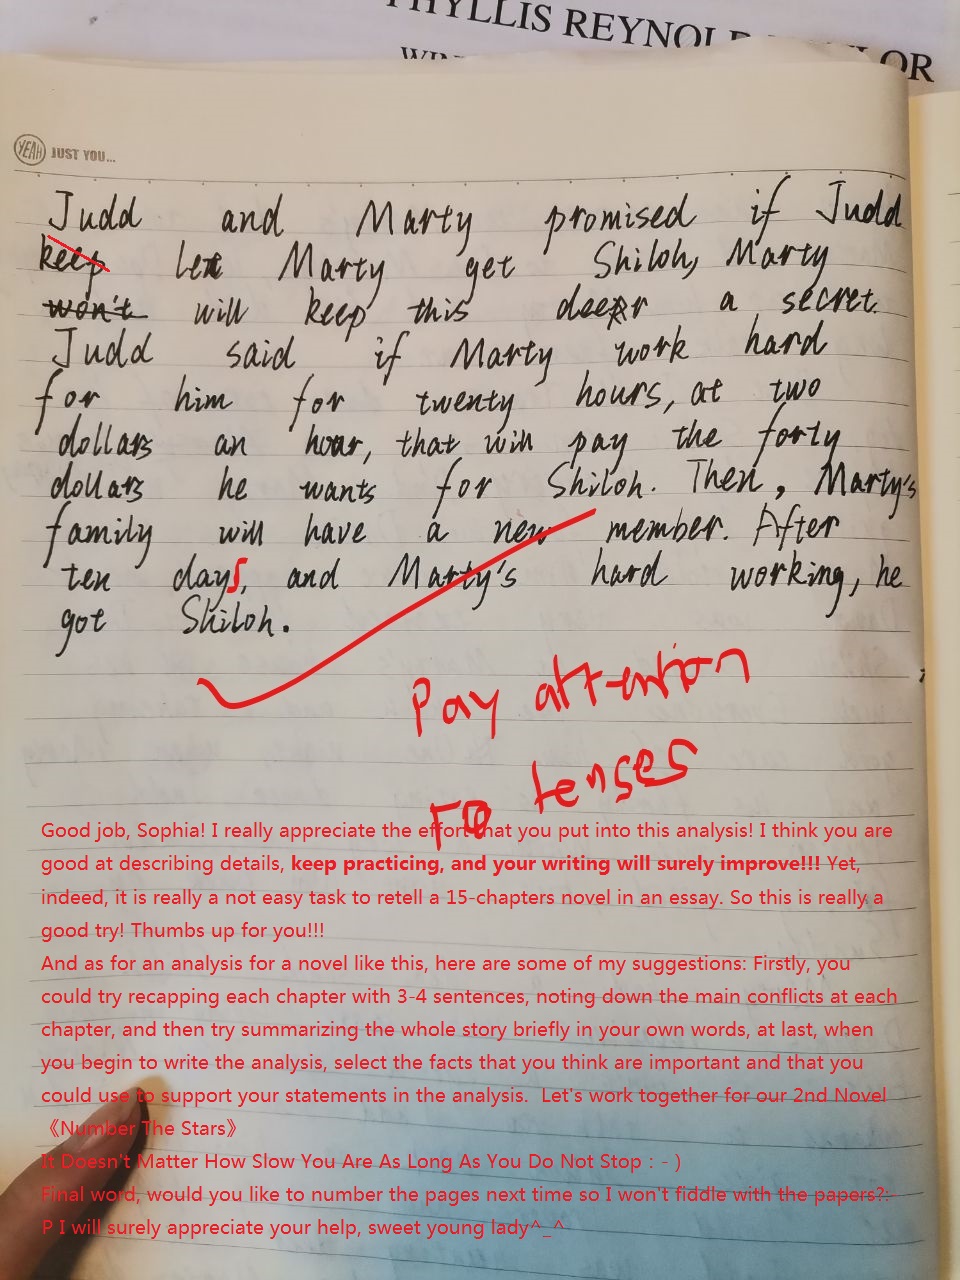 PHYLLIS REYNOL LOR
YEAH JUST YOU...
Judd and Marty promised if Judd
keep let Marty get Shiloh, Marty
won't will keep this deer a secret.
Judd said if Marty work hard
for him for twenty hours, at two
dollars an hour, that will pay the forty
dollars he wants for Shiloh. Then, Marty's
family will have a new member. After
ten days, and Marty's hard working, he
got Shiloh.
Pay attention
to tenses
Good job, Sophia! I really appreciate the effort that you put into this analysis! I think you are
good at describing details, keep practicing, and your writing will surely improve!!! Yet,
indeed, it is really a not easy task to retell a 15-chapters novel in an essay. So this is really a
good try! Thumbs up for you!!!
And as for an analysis for a novel like this, here are some of my suggestions: Firstly, you
could try recapping each chapter with 3-4 sentences, noting down the main conflicts at each
chapter, and then try summarizing the whole story briefly in your own words, at last, when
you begin to write the analysis, select the facts that you think are important and that you
could use to support your statements in the analysis. Let's work together for our 2nd Novel
《Number The Stars》
It Doesn't Matter How Slow You Are As Long As You Do Not Stop : - )
Final word, would you like to number the pages next time so I won't fiddle with the papers?:
P I will surely appreciate your help, sweet young lady^_^